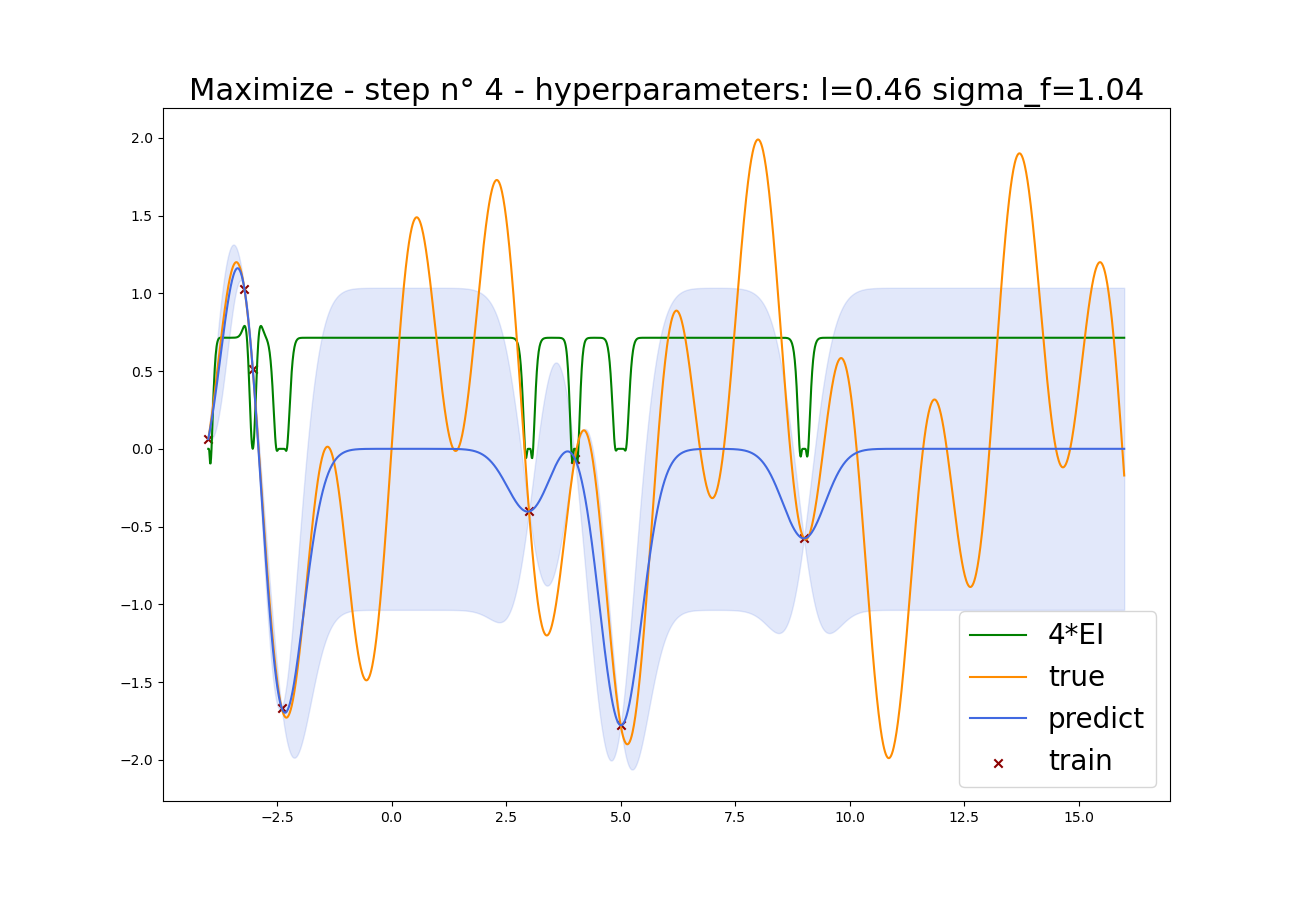 Maximize - step n° 4 - hyperparameters: l=0.46 sigma_f=1.04
2.0
1.5
1.0
0.5
0.0
−0.5
−1.0
−1.5
−2.0
−2.5 0.0 2.5 5.0 7.5 10.0 12.5 15.0
4*EI
true
predict
train